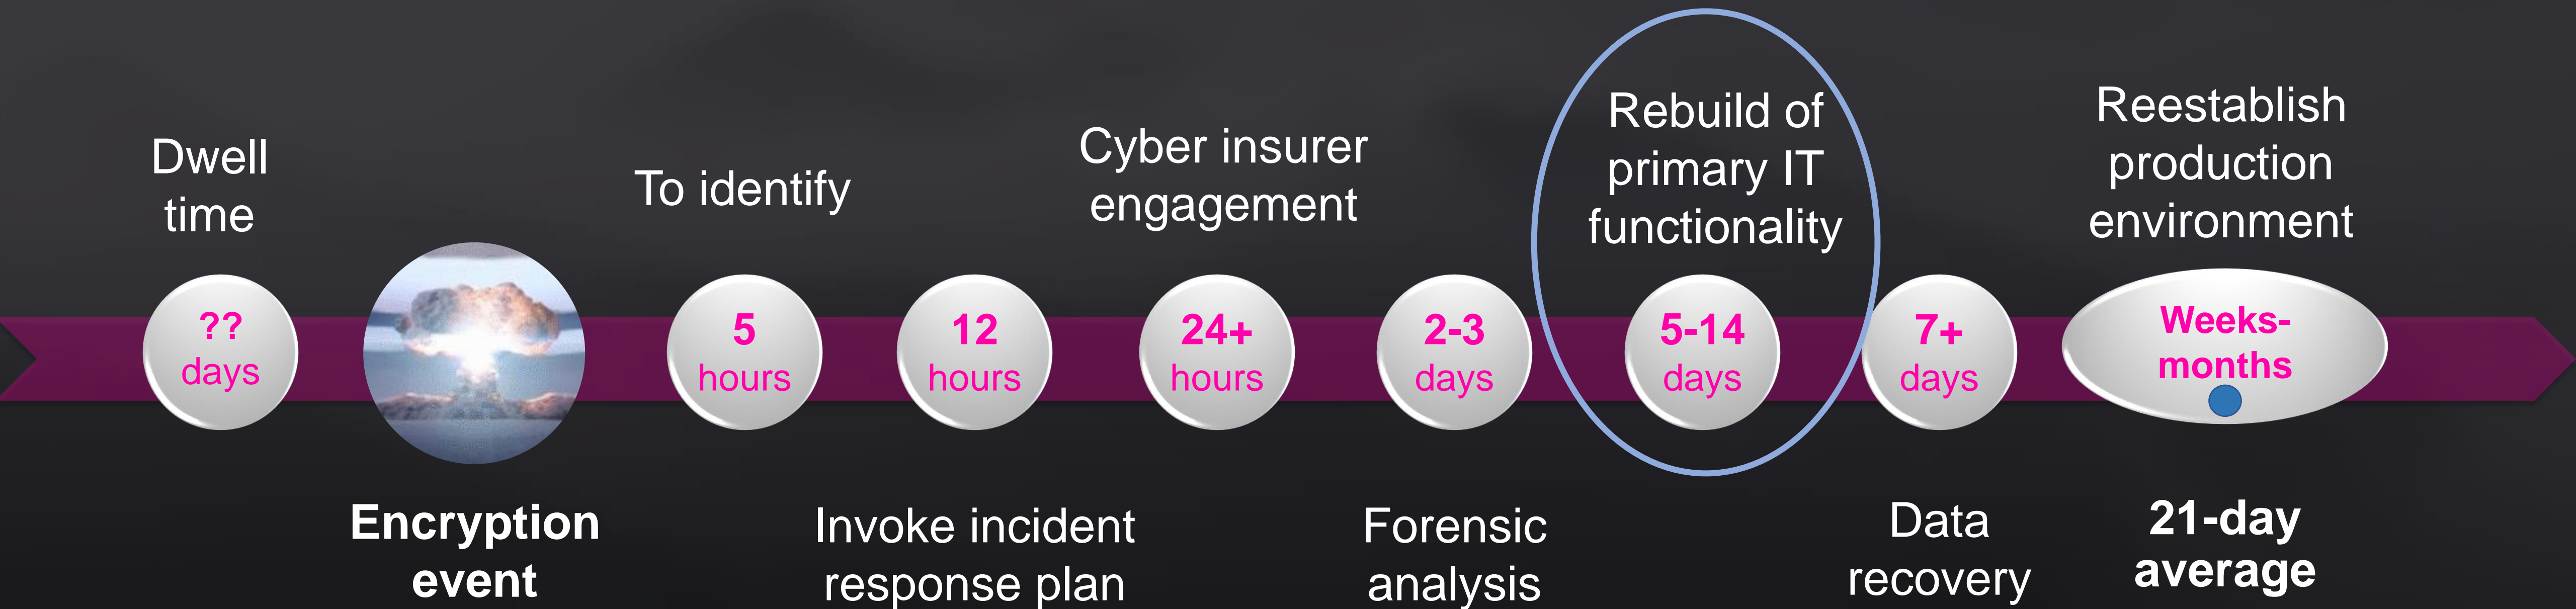 Dwell
time
??
days
Encryption
event
To identify
5
hours
12
hours
Invoke incident
response plan
Cyber insurer
engagement
24+
hours
2-3
days
Forensic
analysis
Rebuild of
primary IT
functionality
5-14
days
7+
days
Data
recovery
Reestablish
production
environment
Weeks-
months
21-day
average